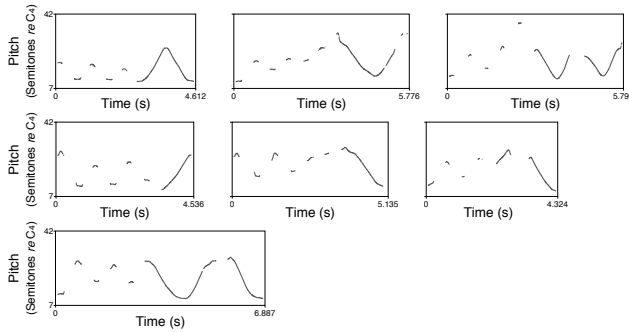 42
Pitch
(Semitones re C4)
7
0
Time (s)
4.612
0
Time (s)
5.776
0
Time (s)
5.79
42
Pitch
(Semitones re C4)
7
0
Time (s)
4.536
0
Time (s)
5.135
0
Time (s)
4.324
42
Pitch
(Semitones re C4)
7
0
Time (s)
6.887